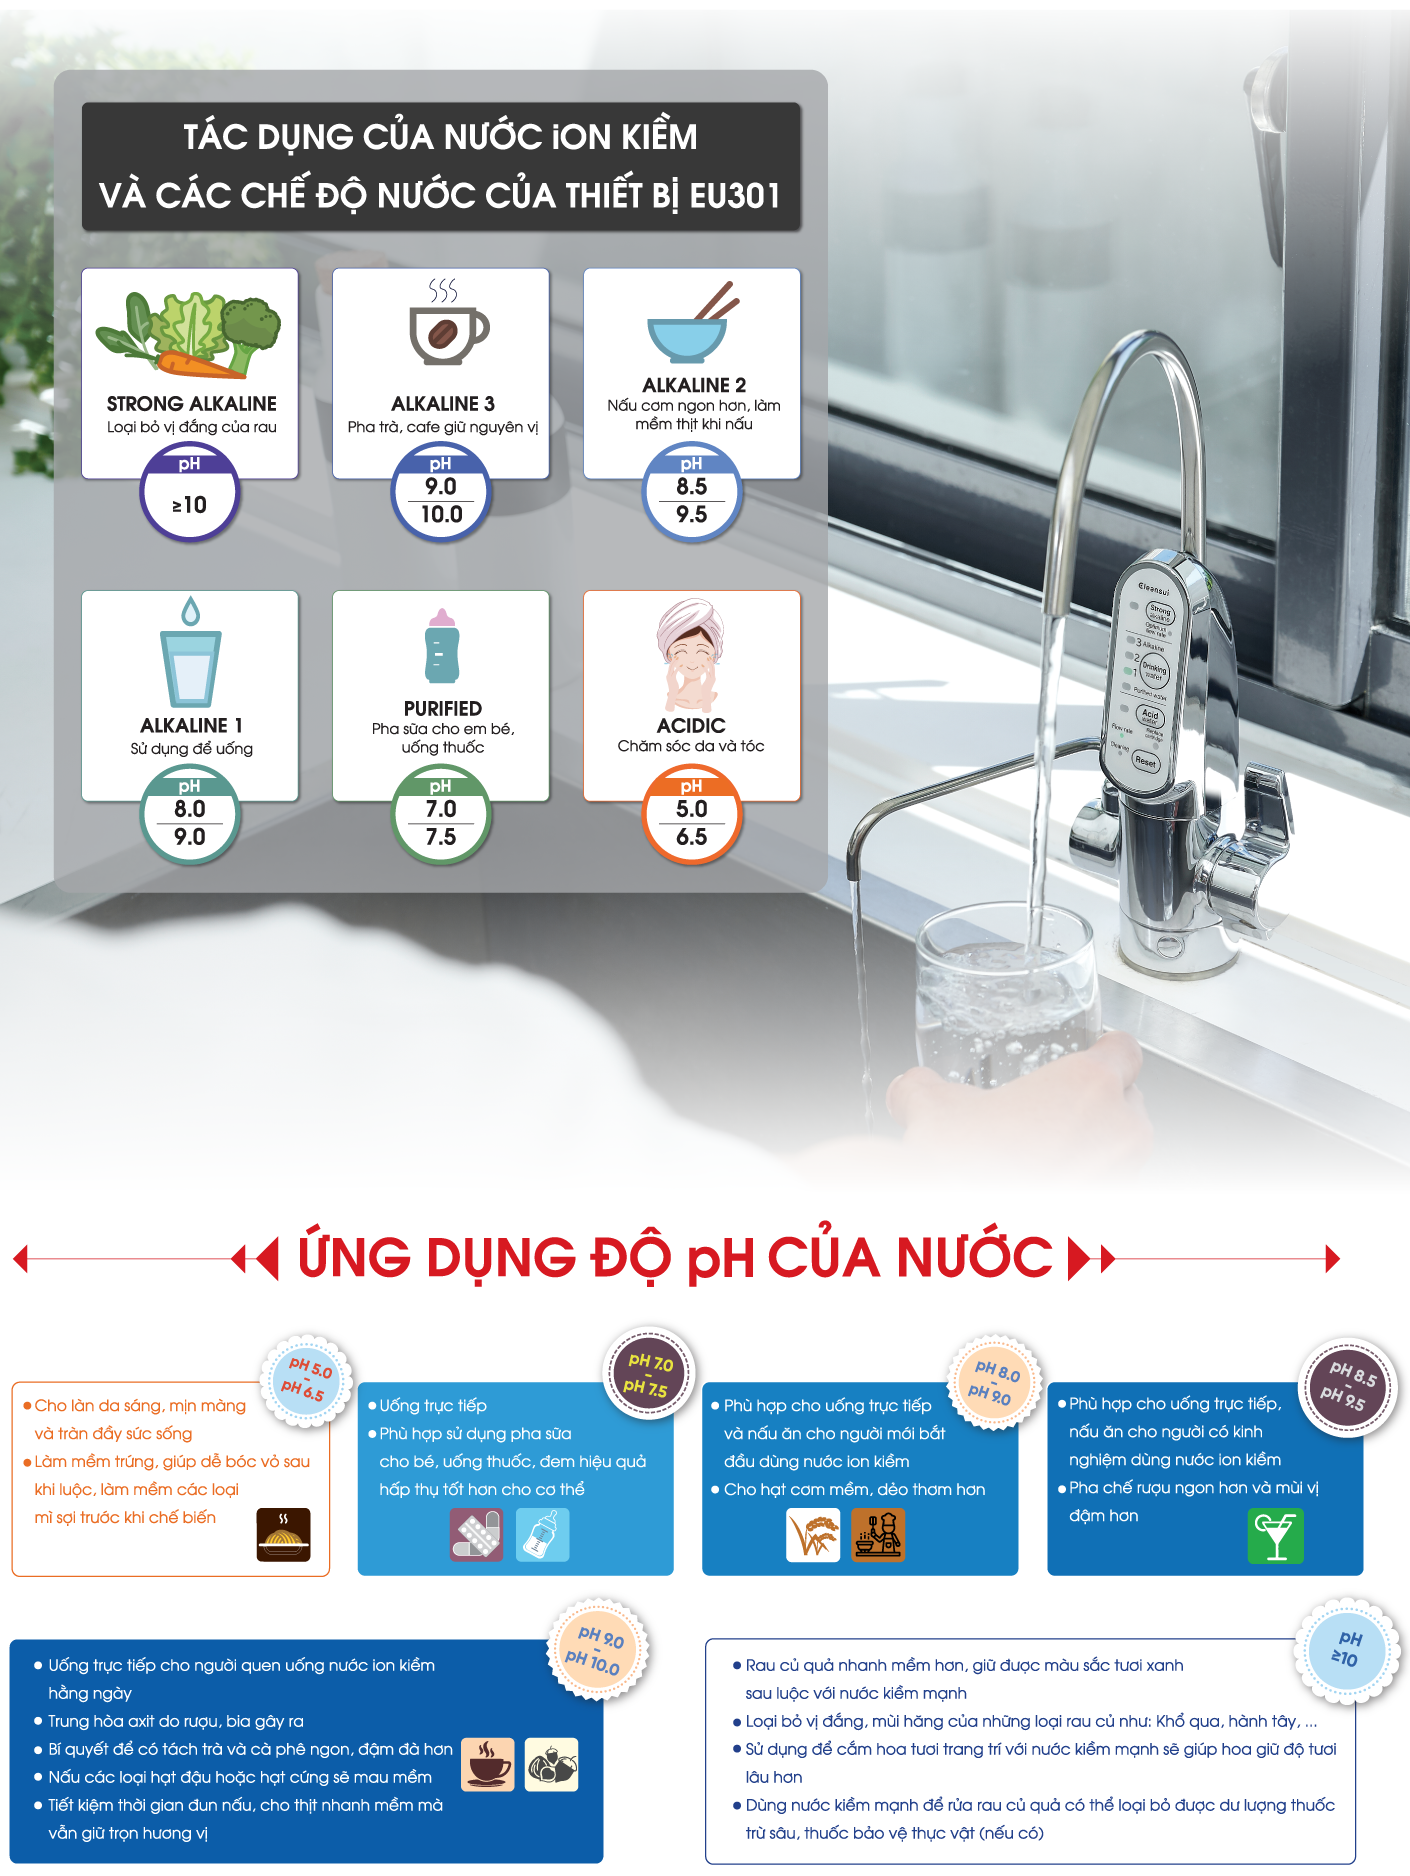 TÁC DỤNG CỦA NƯỚC iON KIỀM
VÀ CÁC CHẾ ĐỘ NƯỚC CỦA THIẾT BỊ EU301
STRONG ALKALINE
Loại bỏ vị đắng của rau
pH
≥10
ALKALINE 3
Pha trà, cafe giữ nguyên vị
pH
9.0
10.0
ALKALINE 2
Nấu cơm ngon hơn, làm
mềm thịt khi nấu
pH
8.5
9.5
ALKALINE 1
Sử dụng để uống
pH
8.0
9.0
PURIFIED
Pha sữa cho em bé,
uống thuốc
pH
7.0
7.5
ACIDIC
Chăm sóc da và tóc
pH
5.0
6.5
Cleansui
Strong
alkaline
Optimum
flow rate
3 Alkaline
2
1
Drinking
water
Purified water
Acid
water
Flow rate
Replace
cartridge
Cleaning
Reset
ỨNG DỤNG ĐỘ pH CỦA NƯỚC
pH 5.0
-
pH 6.5
• Cho làn da sáng, mịn màng
và tràn đầy sức sống
• Làm mềm trứng, giúp dễ bóc vỏ sau
khi luộc, làm mềm các loại
mì sợi trước khi chế biến
pH 7.0
-
pH 7.5
• Uống trực tiếp
• Phù hợp sử dụng pha sữa
cho bé, uống thuốc, đem hiệu quả
hấp thụ tốt hơn cho cơ thể
pH 8.0
-
pH 9.0
• Phù hợp cho uống trực tiếp
và nấu ăn cho người mới bắt
đầu dùng nước ion kiềm
• Cho hạt cơm mềm, dẻo thơm hơn
pH 8.5
-
pH 9.5
• Phù hợp cho uống trực tiếp,
nấu ăn cho người có kinh
nghiệm dùng nước ion kiềm
• Pha chế rượu ngon hơn và mùi vị
đậm hơn
pH 9.0
-
pH 10.0
• Uống trực tiếp cho người quen uống nước ion kiềm
hằng ngày
• Trung hòa axit do rượu, bia gây ra
• Bí quyết để có tách trà và cà phê ngon, đậm đà hơn
• Nấu các loại hạt đậu hoặc hạt cứng sẽ mau mềm
• Tiết kiệm thời gian đun nấu, cho thịt nhanh mềm mà
vẫn giữ trọn hương vị
pH
≥10
• Rau củ quả nhanh mềm hơn, giữ được màu sắc tươi xanh
sau luộc với nước kiềm mạnh
• Loại bỏ vị đắng, mùi hăng của những loại rau củ như: Khổ qua, hành tây, ...
• Sử dụng để cắm hoa tươi trang trí với nước kiềm mạnh sẽ giúp hoa giữ độ tươi
lâu hơn
• Dùng nước kiềm mạnh để rửa rau củ quả có thể loại bỏ được dư lượng thuốc
trừ sâu, thuốc bảo vệ thực vật (nếu có)